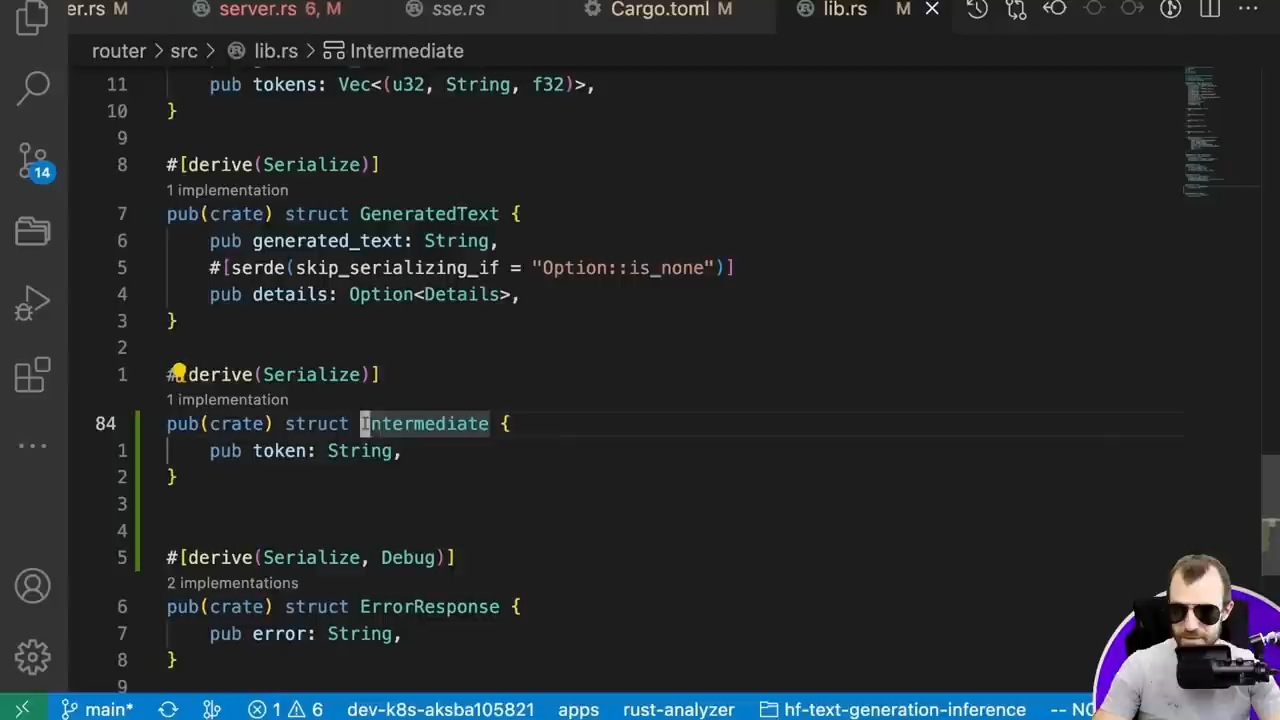 er.rs M server.rs 6, M sse.rs Cargo.toml M lib.rs M
router > src > lib.rs > Intermediate
11 pub tokens: Vec<(u32, String, f32)>,
10 }
9
8 #[derive(Serialize)]
1 implementation
7 pub(crate) struct GeneratedText {
6 pub generated_text: String,
5 #[serde(skip_serializing_if = "Option::is_none")]
4 pub details: Option<Details>,
3 }
2
1 #[derive(Serialize)]
1 implementation
84 pub(crate) struct Intermediate {
1 pub token: String,
2 }
3
4
5 #[derive(Serialize, Debug)]
2 implementations
6 pub(crate) struct ErrorResponse {
7 pub error: String,
8 }
9
14
main* 1 6 dev-k8s-aksba105821 apps rust-analyzer hf-text-generation-inference -- NO